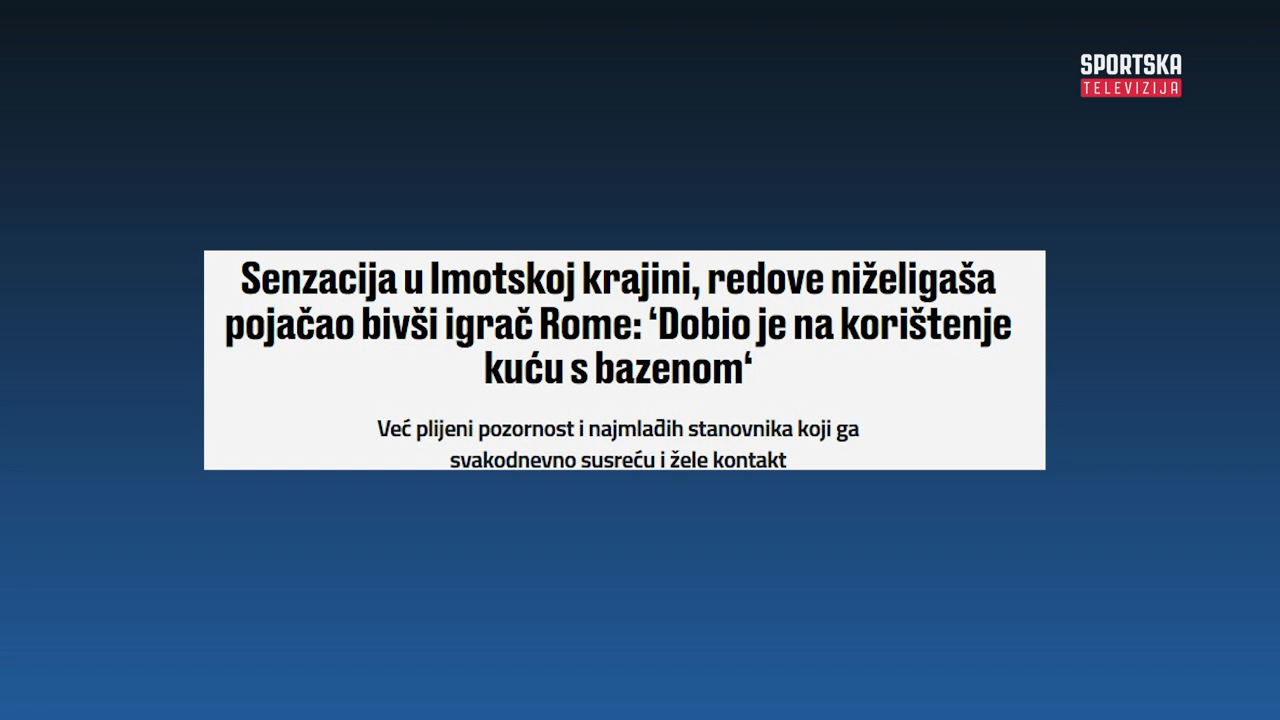 SPORTSKA
TELEVIZIJA
Senzacija u Imotskoj krajini, redove niželigaša
pojačao bivši igrač Rome: ‘Dobio je na korištenje
kuću s bazenom‘
Već plijeni pozornost i najmlađih stanovnika koji ga
svakodnevno susreću i žele kontakt